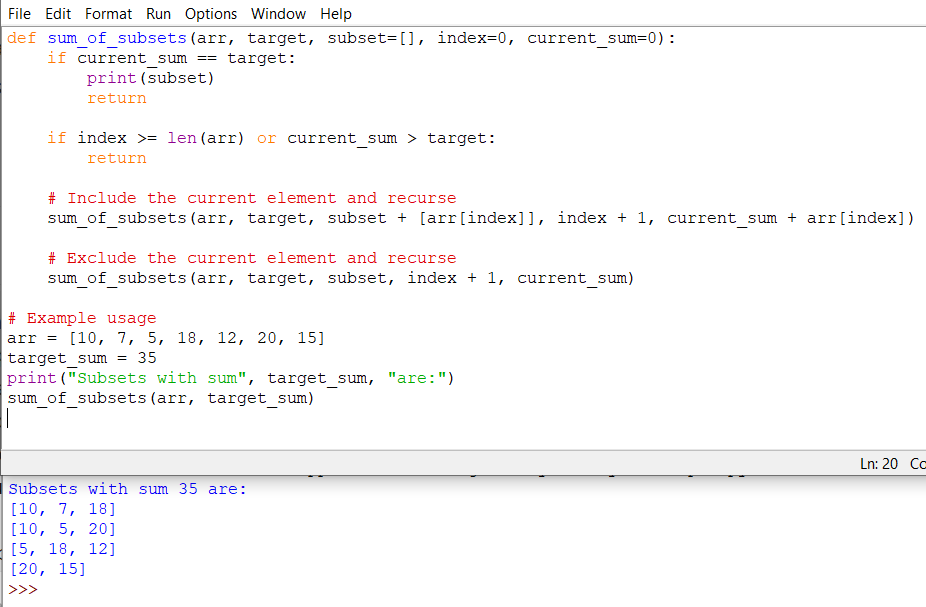 File Edit Format Run Options Window Help
def sum_of_subsets(arr, target, subset=[], index=0, current_sum=0):
    if current_sum == target:
        print(subset)
        return

    if index >= len(arr) or current_sum > target:
        return

    # Include the current element and recurse
    sum_of_subsets(arr, target, subset + [arr[index]], index + 1, current_sum + arr[index])

    # Exclude the current element and recurse
    sum_of_subsets(arr, target, subset, index + 1, current_sum)

# Example usage
arr = [10, 7, 5, 18, 12, 20, 15]
target_sum = 35
print("Subsets with sum", target_sum, "are:")
sum_of_subsets(arr, target_sum)
Ln: 20 Co
Subsets with sum 35 are:
[10, 7, 18]
[10, 5, 20]
[5, 18, 12]
[20, 15]
>>>